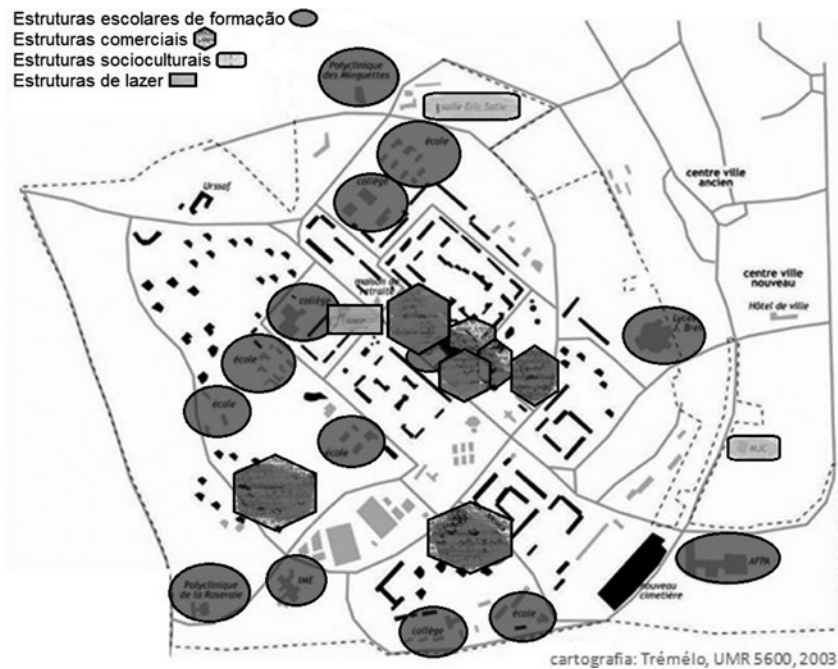 Estruturas escolares de formação
Estruturas comerciais
Estruturas socioculturais
Estruturas de lazer
Polyclinique
des Minguettes
salle Eric Satie
école
collège
Urssaf
centre ville
ancien
maison de
retraite
centre ville
nouveau
Hôtel de ville
collège
Lycée
école
école
école
MJC
Polyclinique
de la Roseraie
IME
AFPA
nouveau
cimetière
collège
école
cartografia: Trémélo, UMR 5600, 2003